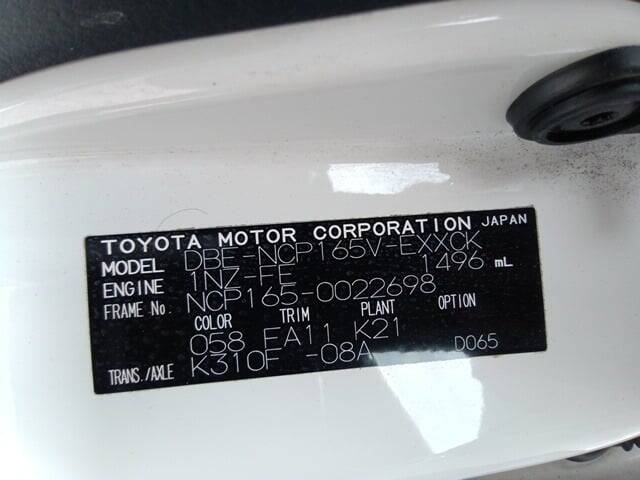 TOYOTA MOTOR CORPORATION JAPAN
MODEL DBE-NCP165V-EXXCK
ENGINE 1NZ-FE 1496 mL
FRAME No. NCP165-0022698
COLOR TRIM PLANT OPTION
058 FA11 K21
TRANS./AXLE K310F -08A D065